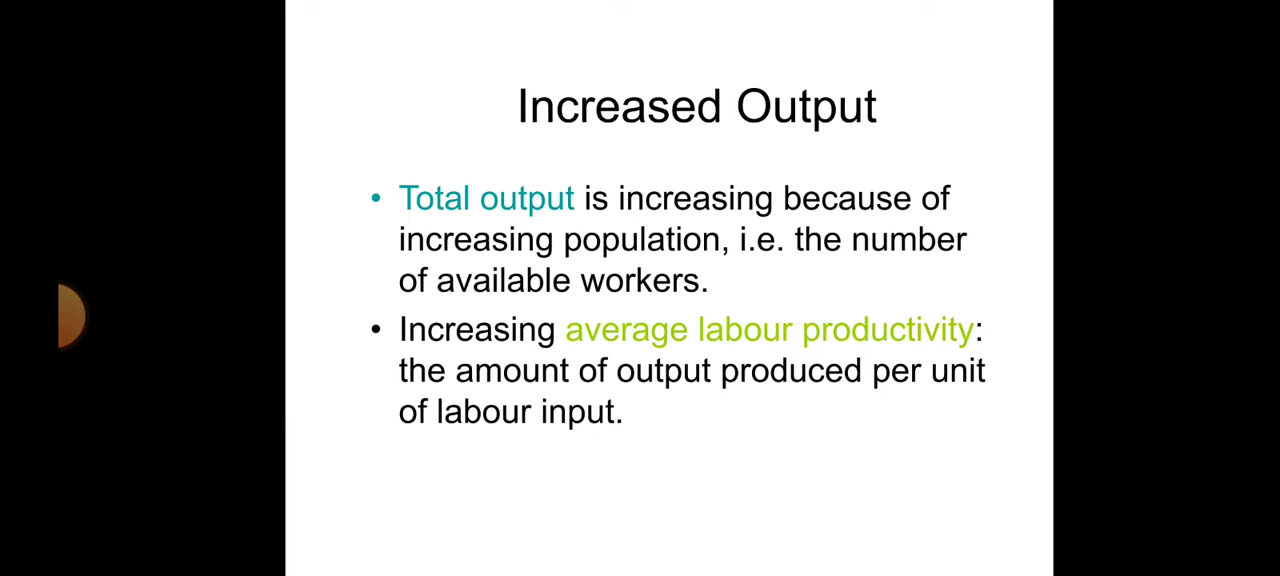 Increased Output
• Total output is increasing because of
increasing population, i.e. the number
of available workers.
• Increasing average labour productivity:
the amount of output produced per unit
of labour input.